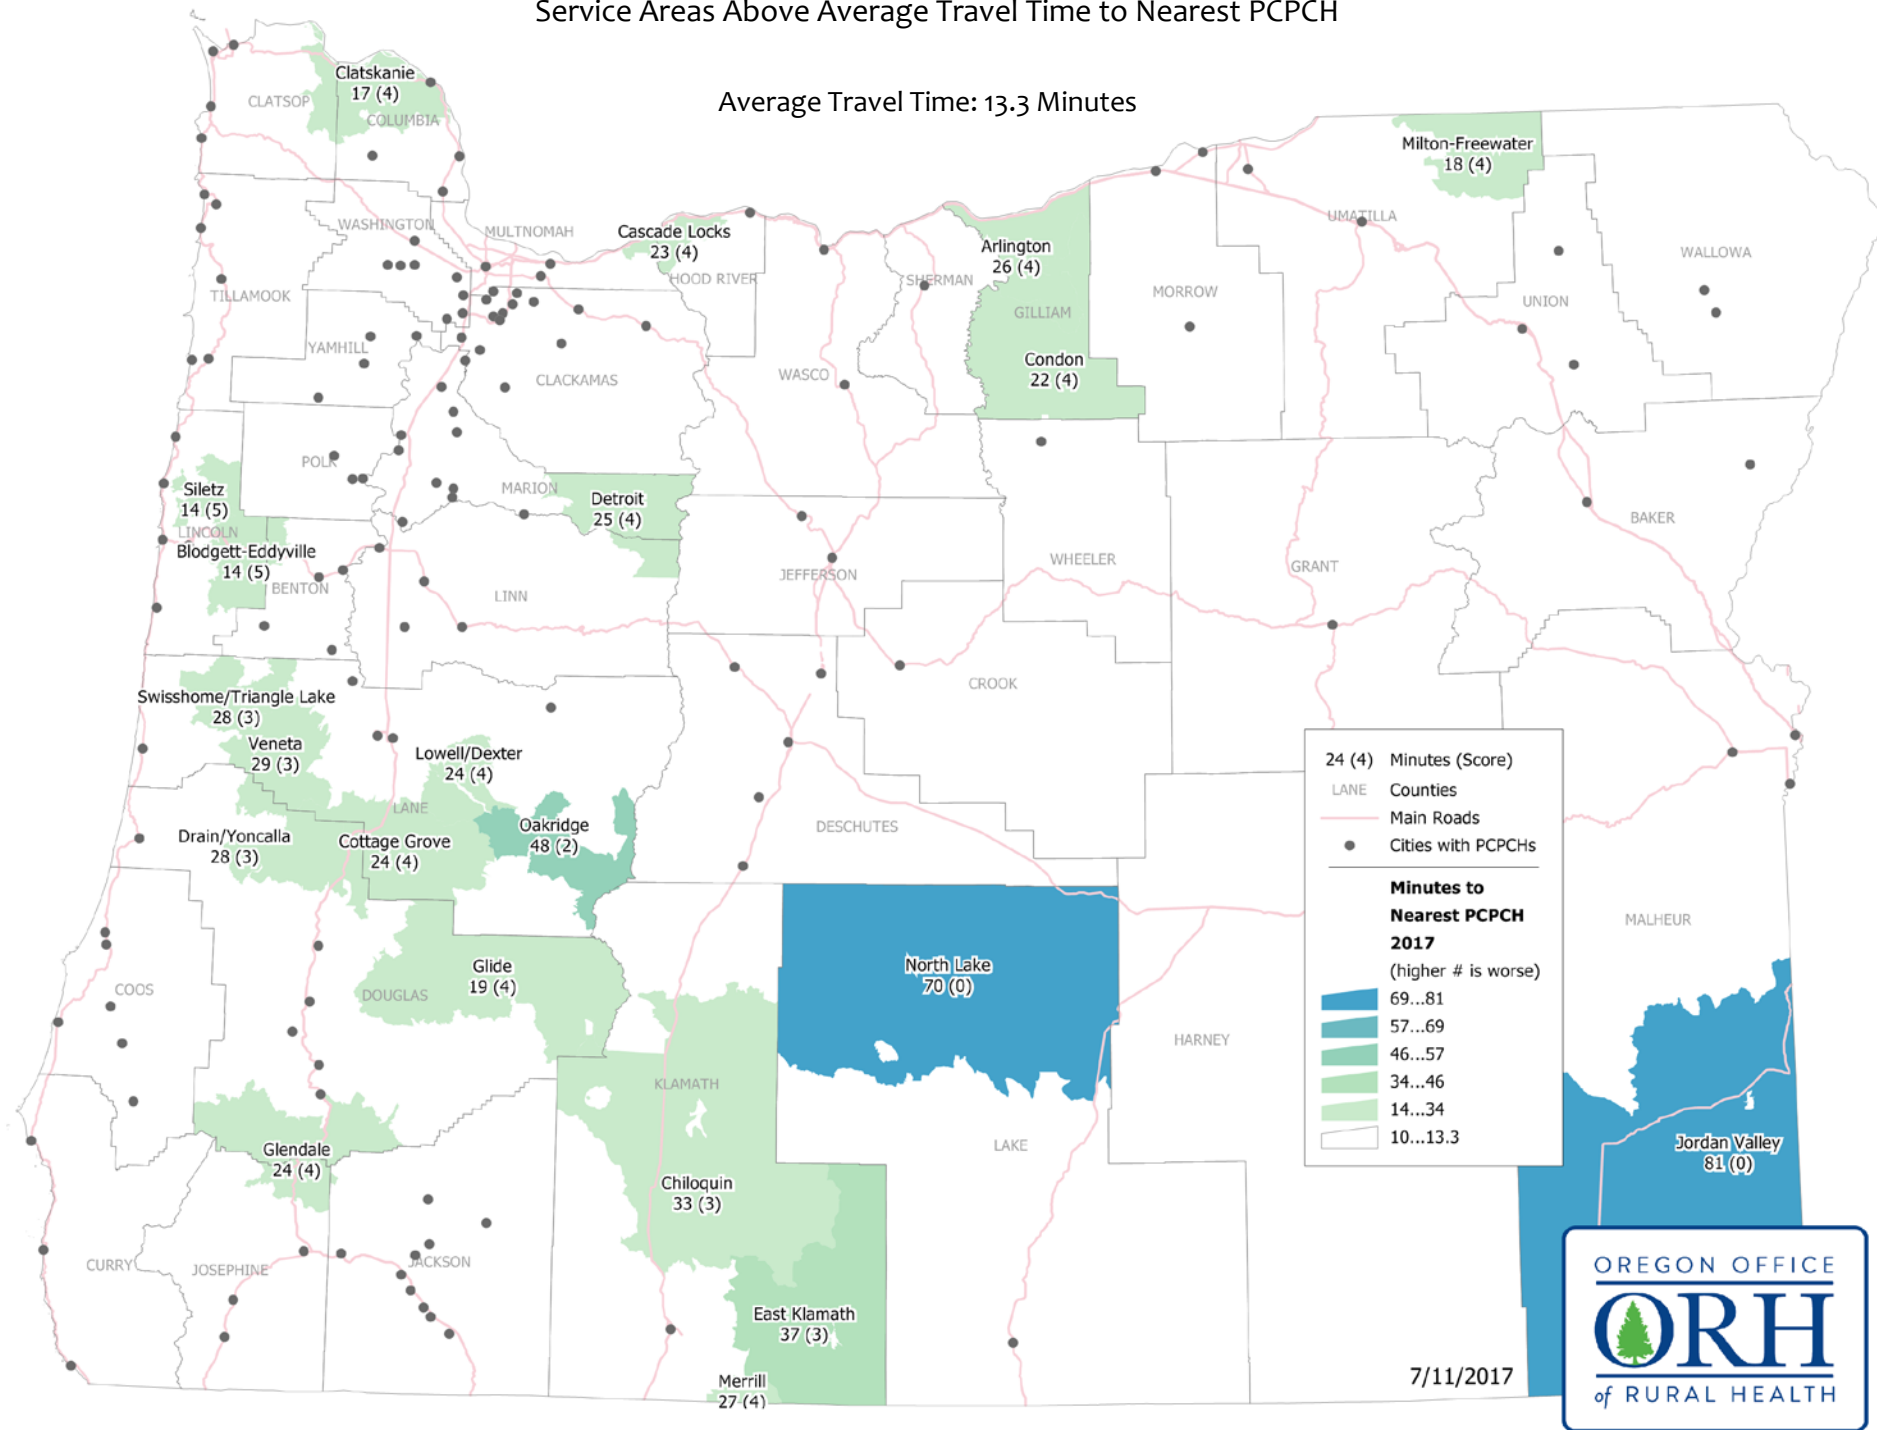 Service Areas Above Average Travel Time to Nearest PCPCH
Average Travel Time: 13.3 Minutes
Clatskanie
17 (4)
CLATSOP
COLUMBIA
Milton-Freewater
18 (4)
WASHINGTON
MULTNOMAH
Cascade Locks
23 (4)
HOOD RIVER
SHERMAN
Arlington
26 (4)
GILLIAM
Condon
22 (4)
MORROW
UMATILLA
UNION
WALLOWA
TILLAMOOK
YAMHILL
CLACKAMAS
WASCO
POLK
MARION
Detroit
25 (4)
Siletz
14 (5)
LINCOLN
Blodgett-Eddyville
14 (5)
BENTON
LINN
JEFFERSON
WHEELER
GRANT
BAKER
Swisshome/Triangle Lake
28 (3)
Veneta
29 (3)
Lowell/Dexter
24 (4)
LANE
CROOK
Drain/Yoncalla
28 (3)
Cottage Grove
24 (4)
Oakridge
48 (2)
DESCHUTES
Glide
19 (4)
DOUGLAS
COOS
North Lake
70 (0)
HARNEY
MALHEUR
KLAMATH
LAKE
Glendale
24 (4)
Chiloquin
33 (3)
Jordan Valley
81 (0)
CURRY
JOSEPHINE
JACKSON
East Klamath
37 (3)
Merrill
27 (4)
24 (4) Minutes (Score)
LANE Counties
Main Roads
Cities with PCPCHs
Minutes to
Nearest PCPCH
2017
(higher # is worse)
69...81
57...69
46...57
34...46
14...34
10...13.3
7/11/2017
OREGON OFFICE
ORH
of RURAL HEALTH